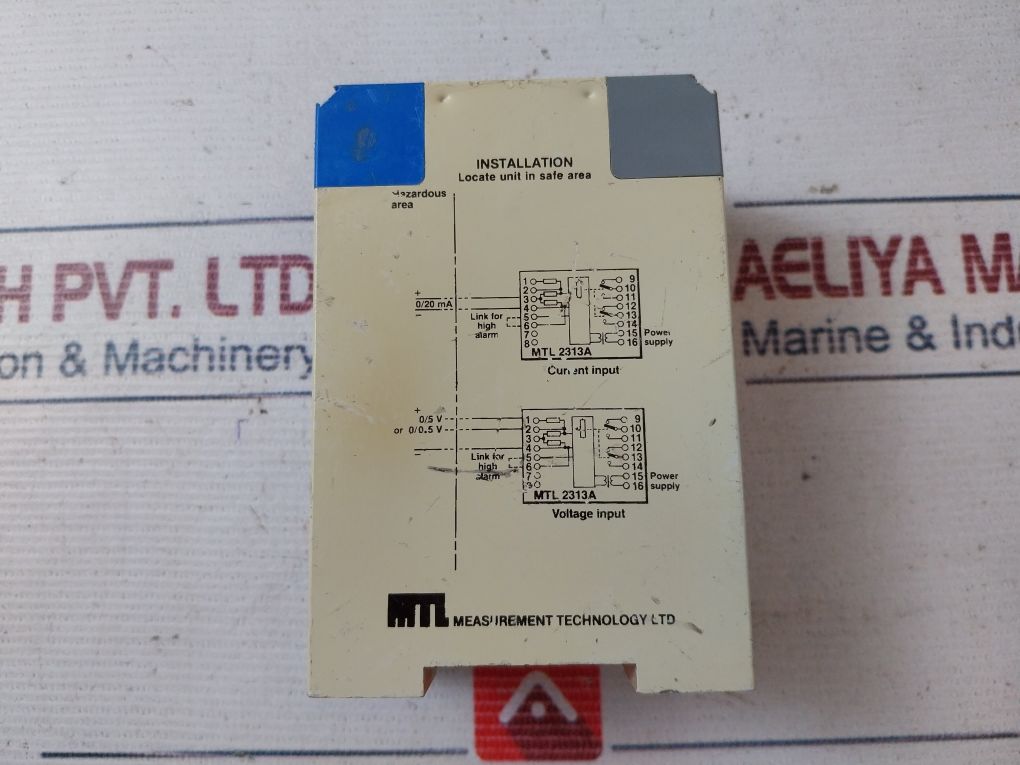 INSTALLATION
Locate unit in safe area
Hazardous
area
1 9
2 10
+ 3 11
0/20 mA 4 12
− 5 13
Link for 6 14
high 7 15 Power
alarm 8 16 supply
MTL 2313A
Current input
+
0/5 V 1 9
or 0/0.5 V 2 10
3 11
− 4 12
Link for 5 13
high 6 14
alarm 7 15 Power
8 16 supply
MTL 2313A
Voltage input
MTL MEASUREMENT TECHNOLOGY LTD
H PVT. LTD
on & Machinery
AELIYA MA
Marine & Indu